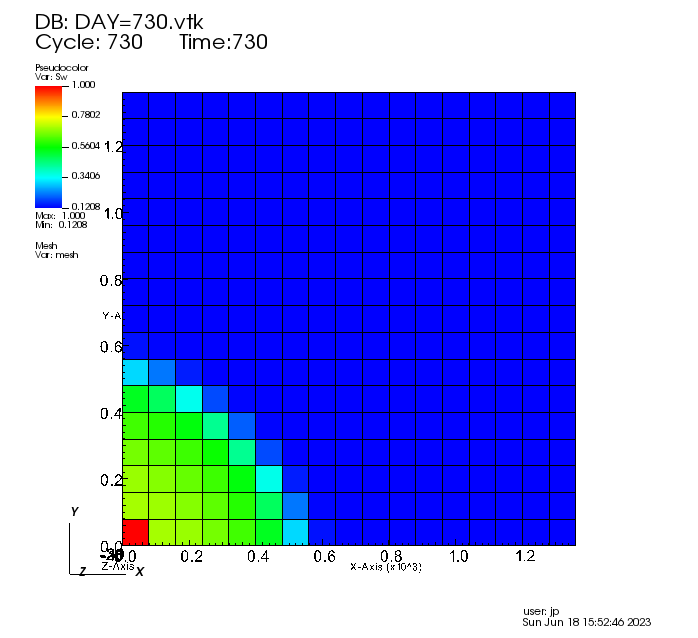 DB: DAY=730.vtk
Cycle: 730 Time:730
Pseudocolor
Var: Sw
1.000
0.7802
0.5604
0.3406
0.1208
Max: 1.000
Min: 0.1208
Mesh
Var: mesh
1.2
1.0
0.8
Y-A
0.6
0.4
0.2
0.0
0.2
0.4
0.6
0.8
1.0
1.2
Z-Axis
X-Axis (x10^3)
Y
Z
X
user: jp
Sun Jun 18 15:52:46 2023